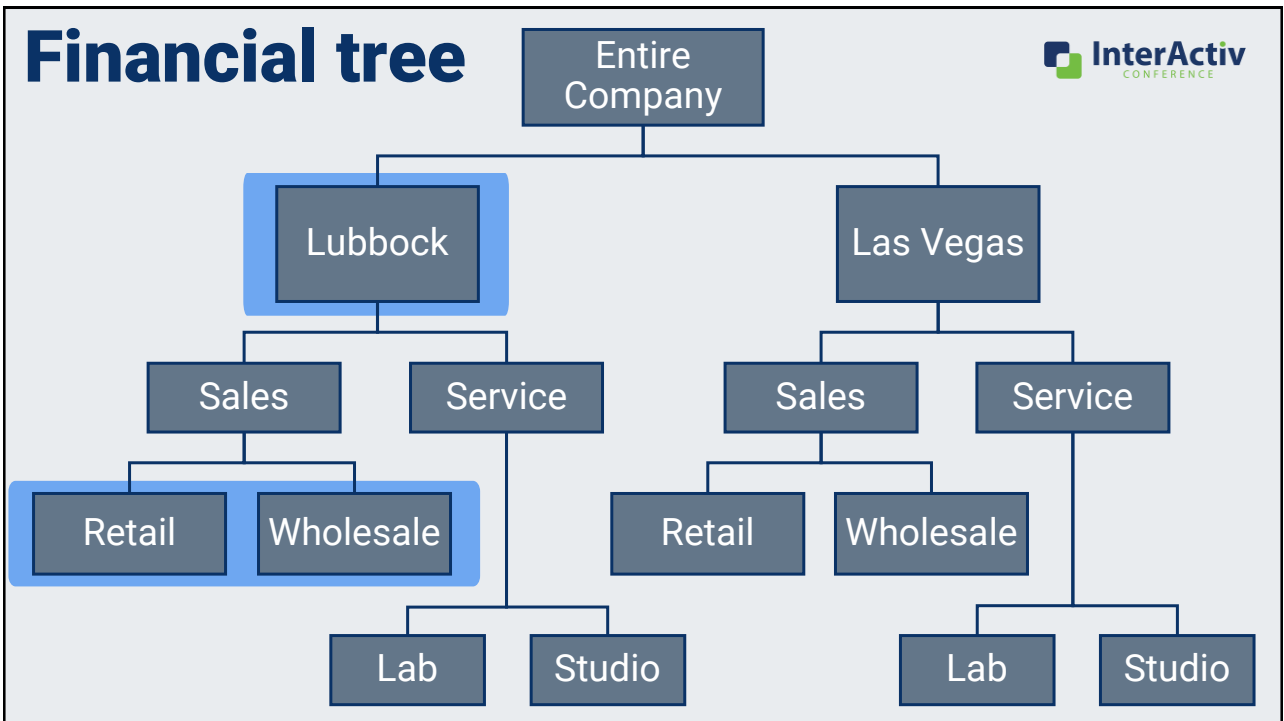 Financial tree
Entire
Company
InterActiv
CONFERENCE
Lubbock
Las Vegas
Sales
Service
Sales
Service
Retail
Wholesale
Retail
Wholesale
Lab
Studio
Lab
Studio